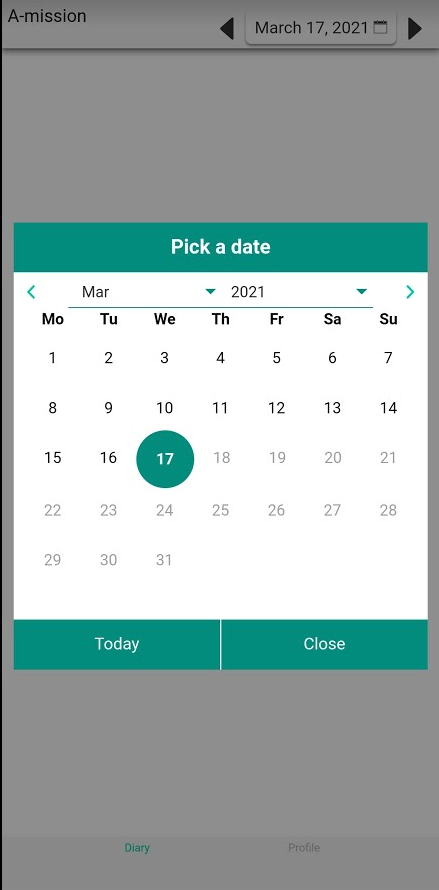 A-mission
March 17, 2021
Pick a date
Mar 2021
Mo Tu We Th Fr Sa Su
1 2 3 4 5 6 7
8 9 10 11 12 13 14
15 16 17 18 19 20 21
22 23 24 25 26 27 28
29 30 31
Today Close
Diary Profile